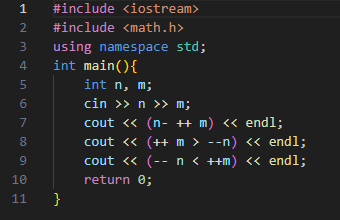 1 #include <iostream>
2 #include <math.h>
3 using namespace std;
4 int main(){
5 int n, m;
6 cin >> n >> m;
7 cout << (n- ++ m) << endl;
8 cout << (++ m > --n) << endl;
9 cout << (-- n < ++m) << endl;
10 return 0;
11 }